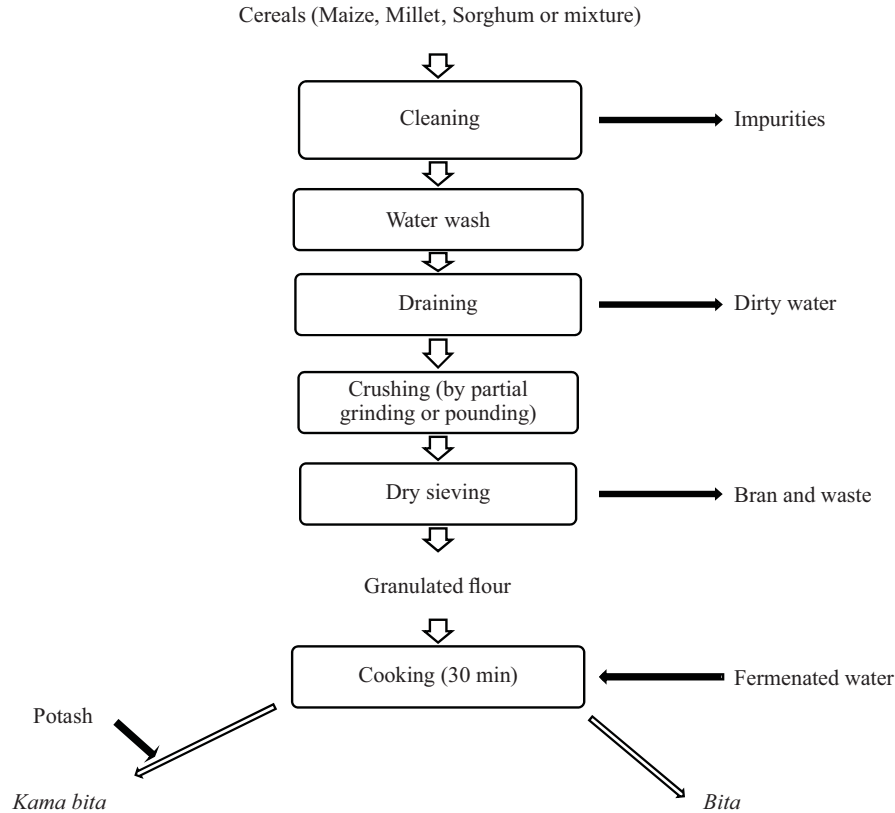 Cereals (Maize, Millet, Sorghum or mixture)
Cleaning
Impurities
Water wash
Draining
Dirty water
Crushing (by partial
grinding or pounding)
Dry sieving
Bran and waste
Granulated flour
Cooking (30 min)
Fermenated water
Potash
Kama bita
Bita